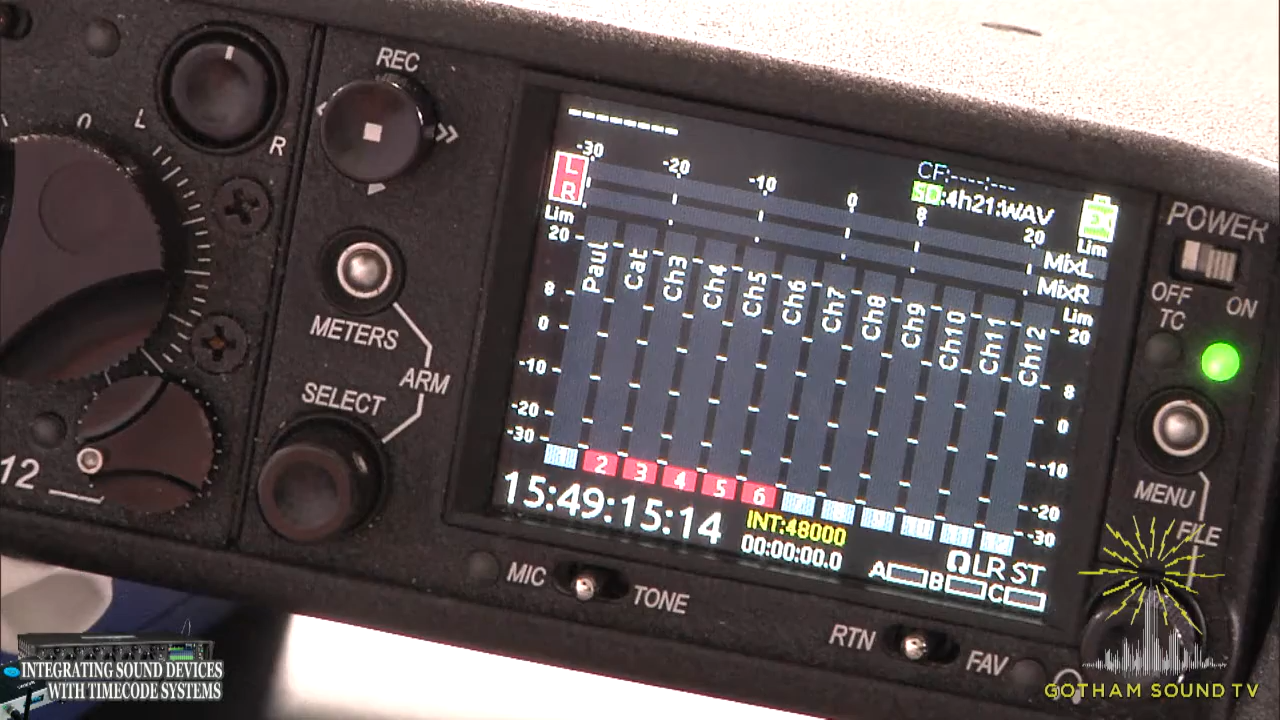 REC
O
L
R
METERS
ARM
SELECT
12
--------
CF:----:---
SD:4h21:WAV
-30 -20 -10 0 8 20
L
R
Lim
Lim
MixL
MixR
Lim
20
8
0
-10
-20
-30
Paul Cat Ch3 Ch4 Ch5 Ch6 Ch7 Ch8 Ch9 Ch10 Ch11 Ch12
20
8
0
-10
-20
-30
2 3 4 5 6
15:49:15:14
INT:48000
00:00:00.0
LR ST
A B C
MIC
TONE
RTN
FAV
POWER
OFF
ON
TC
MENU
FILE
INTEGRATING SOUND DEVICES
WITH TIMECODE SYSTEMS
GOTHAM SOUND TV